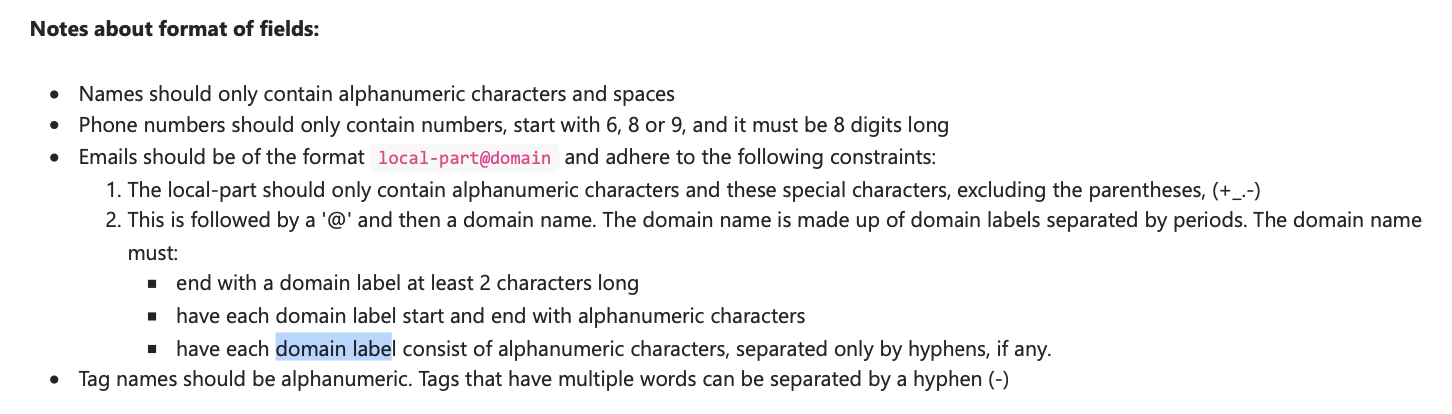 Notes about format of fields:
Names should only contain alphanumeric characters and spaces
Phone numbers should only contain numbers, start with 6, 8 or 9, and it must be 8 digits long
Emails should be of the format local-part@domain and adhere to the following constraints:
1. The local-part should only contain alphanumeric characters and these special characters, excluding the parentheses, (+_.-)
2. This is followed by a '@' and then a domain name. The domain name is made up of domain labels separated by periods. The domain name
must:
end with a domain label at least 2 characters long
have each domain label start and end with alphanumeric characters
have each domain label consist of alphanumeric characters, separated only by hyphens, if any.
Tag names should be alphanumeric. Tags that have multiple words can be separated by a hyphen (-)